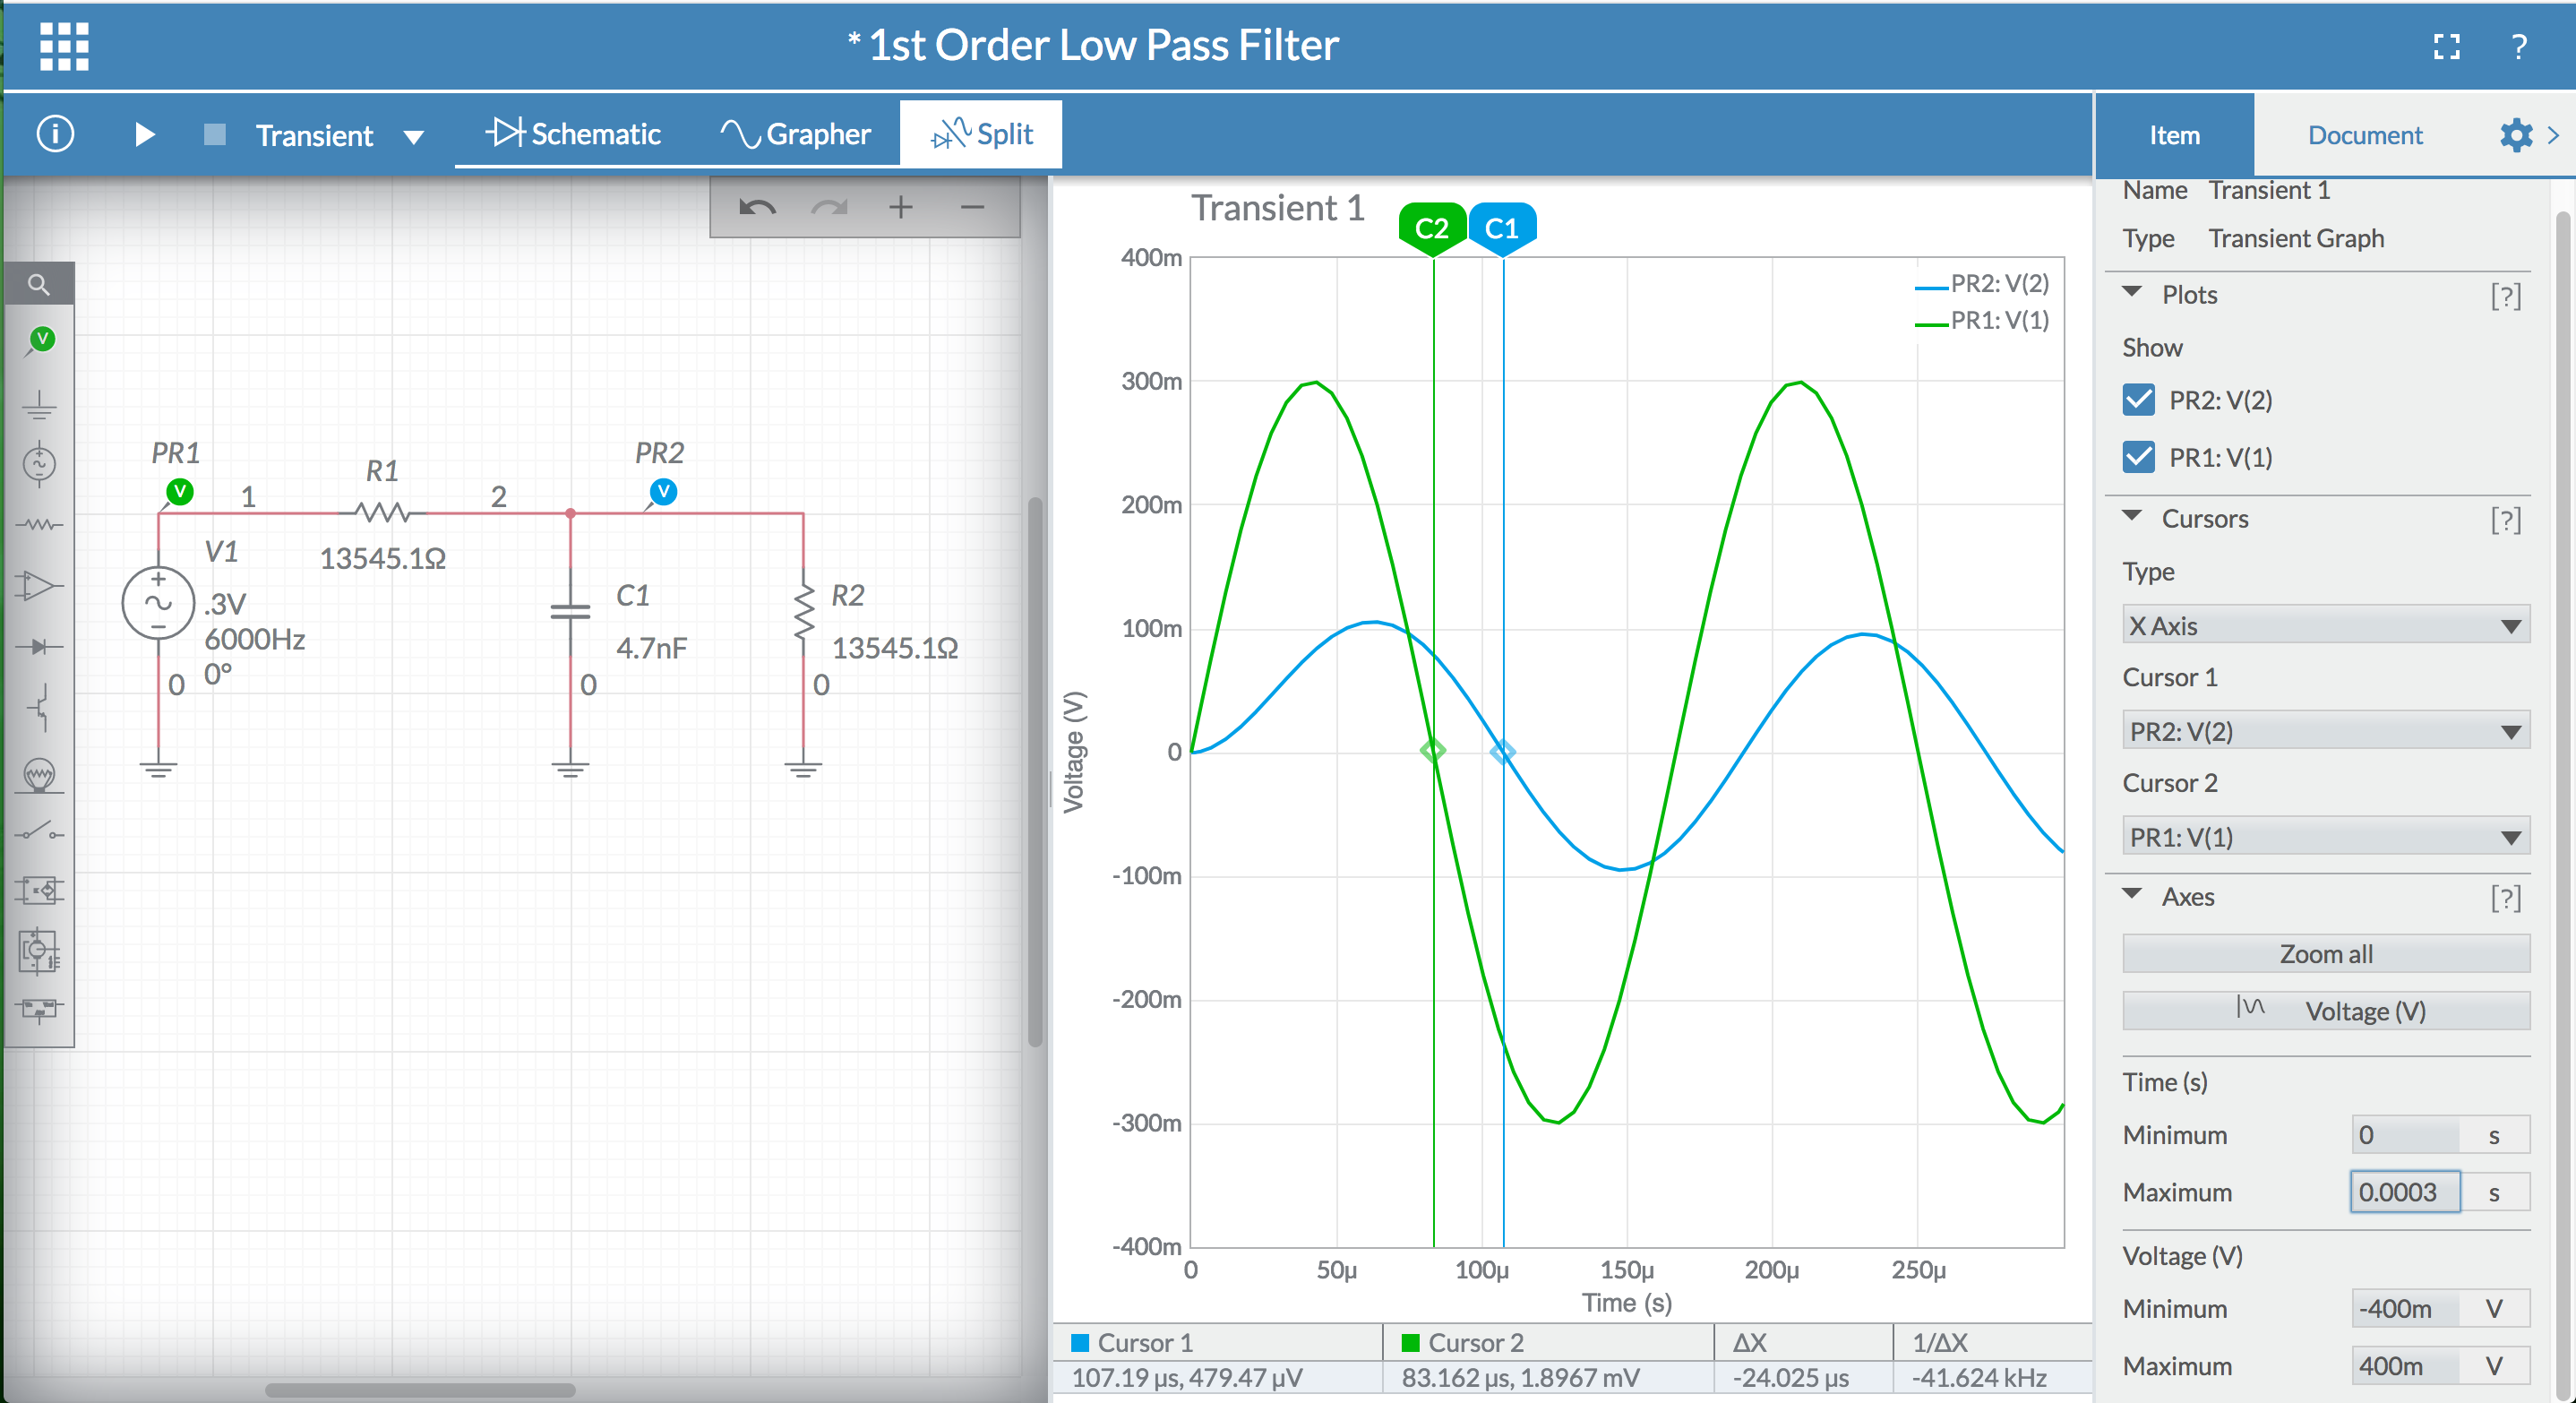 * 1st Order Low Pass Filter
?
i
Transient
Schematic
Grapher
Split
Item
Document
Name Transient 1
Type Transient Graph
Plots [?]
Show
PR2: V(2)
PR1: V(1)
Cursors [?]
Type
X Axis
Cursor 1
PR2: V(2)
Cursor 2
PR1: V(1)
Axes [?]
Zoom all
Voltage (V)
Time (s)
Minimum 0 s
Maximum 0.0003 s
Voltage (V)
Minimum -400m V
Maximum 400m V
V
PR1
V
1
R1
13545.1Ω
2
PR2
V
V1
.3V
6000Hz
0°
0
C1
4.7nF
0
R2
13545.1Ω
0
Transient 1
C2
C1
PR2: V(2)
PR1: V(1)
400m
300m
200m
100m
0
-100m
-200m
-300m
-400m
Voltage (V)
0 50μ 100μ 150μ 200μ 250μ
Time (s)
Cursor 1 Cursor 2 ΔX 1/ΔX
107.19 μs, 479.47 μV 83.162 μs, 1.8967 mV -24.025 μs -41.624 kHz